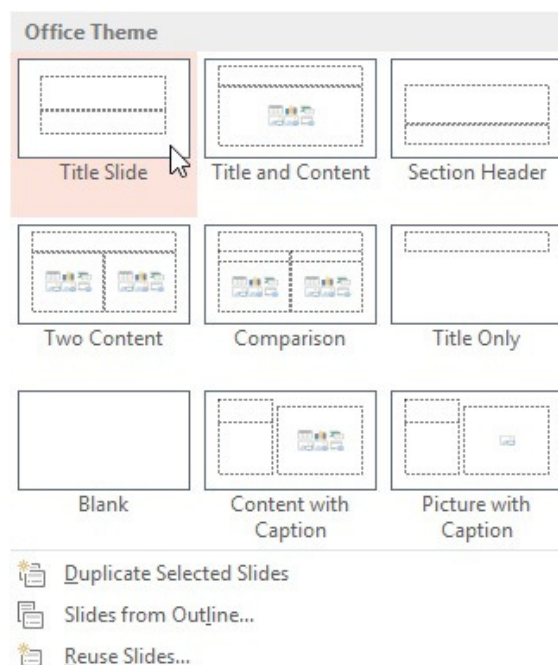 Office Theme
Title Slide
Title and Content
Section Header
Two Content
Comparison
Title Only
Blank
Content with
Caption
Picture with
Caption
Duplicate Selected Slides
Slides from Outline...
Reuse Slides...